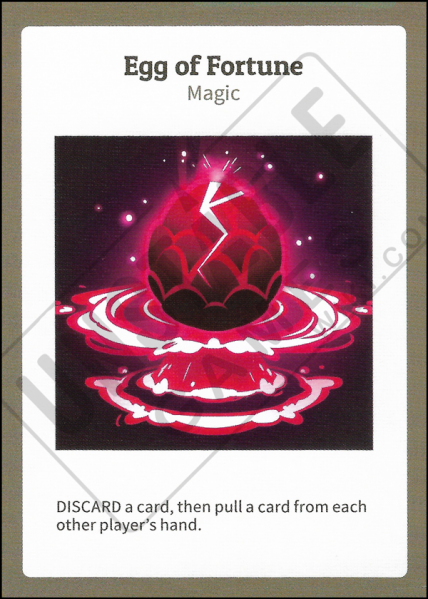 Egg of Fortune
Magic
DISCARD a card, then pull a card from each
other player's hand.